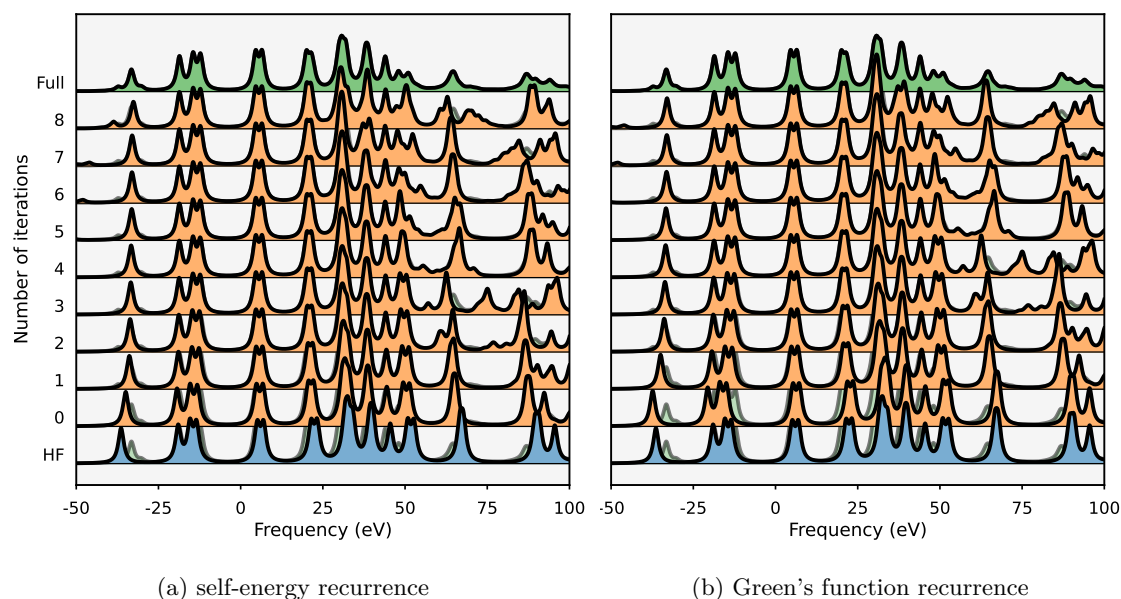 Number of iterations
Full
8
7
6
5
4
3
2
1
0
HF
-50 -25 0 25 50 75 100
Frequency (eV)
-50 -25 0 25 50 75 100
Frequency (eV)
(a) self-energy recurrence
(b) Green's function recurrence